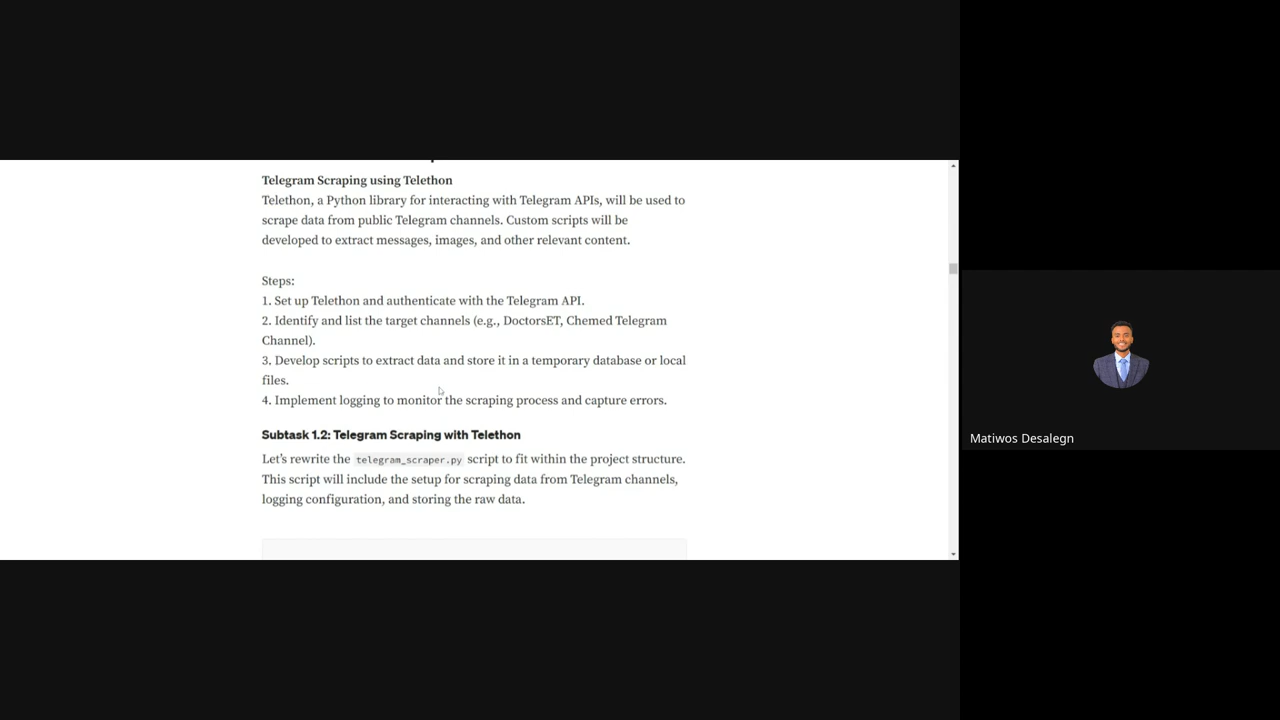 Telegram Scraping using Telethon
Telethon, a Python library for interacting with Telegram APIs, will be used to
scrape data from public Telegram channels. Custom scripts will be
developed to extract messages, images, and other relevant content.
Steps:
1. Set up Telethon and authenticate with the Telegram API.
2. Identify and list the target channels (e.g., DoctorsET, Chemed Telegram
Channel).
3. Develop scripts to extract data and store it in a temporary database or local
files.
4. Implement logging to monitor the scraping process and capture errors.
Subtask 1.2: Telegram Scraping with Telethon
Let’s rewrite the telegram_scraper.py script to fit within the project structure.
This script will include the setup for scraping data from Telegram channels,
logging configuration, and storing the raw data.
Matiwos Desalegn